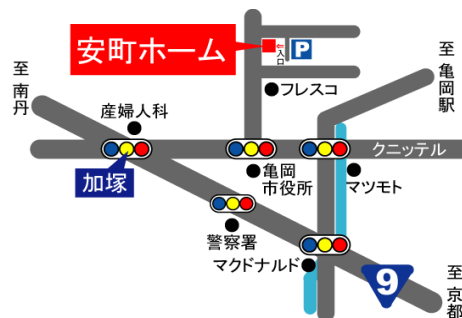 安町ホーム
←入口
P
至亀岡駅
至南丹
フレスコ
産婦人科
クニッテル
加塚
亀岡
市役所
マツモト
警察署
マクドナルド
9
至京都